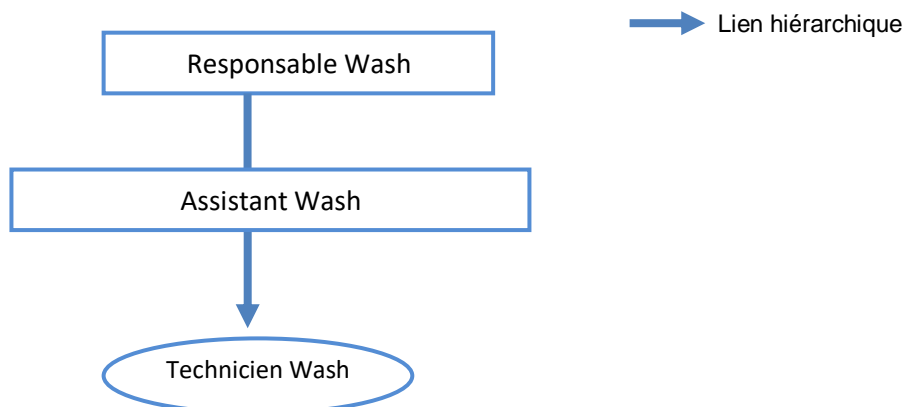 Lien hiérarchique
Responsable Wash
Assistant Wash
Technicien Wash